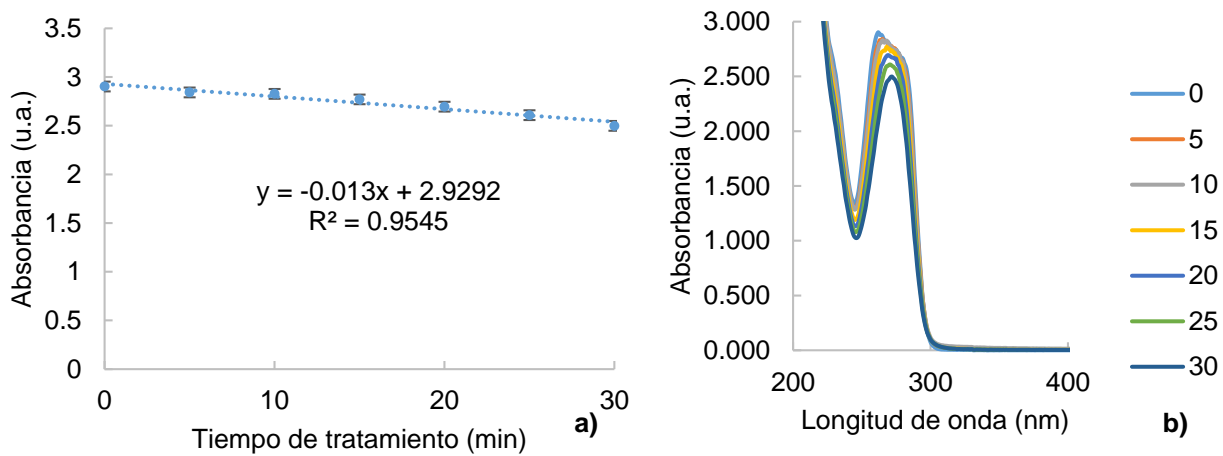 Absorbancia (u.a.)
3.5
3
2.5
2
1.5
1
0.5
0
y = -0.013x + 2.9292
R² = 0.9545
0 10 20 30
Tiempo de tratamiento (min)
a)
Absorbancia (u.a.)
3.000
2.500
2.000
1.500
1.000
0.500
0.000
200 300 400
Longitud de onda (nm)
b)
0
5
10
15
20
25
30